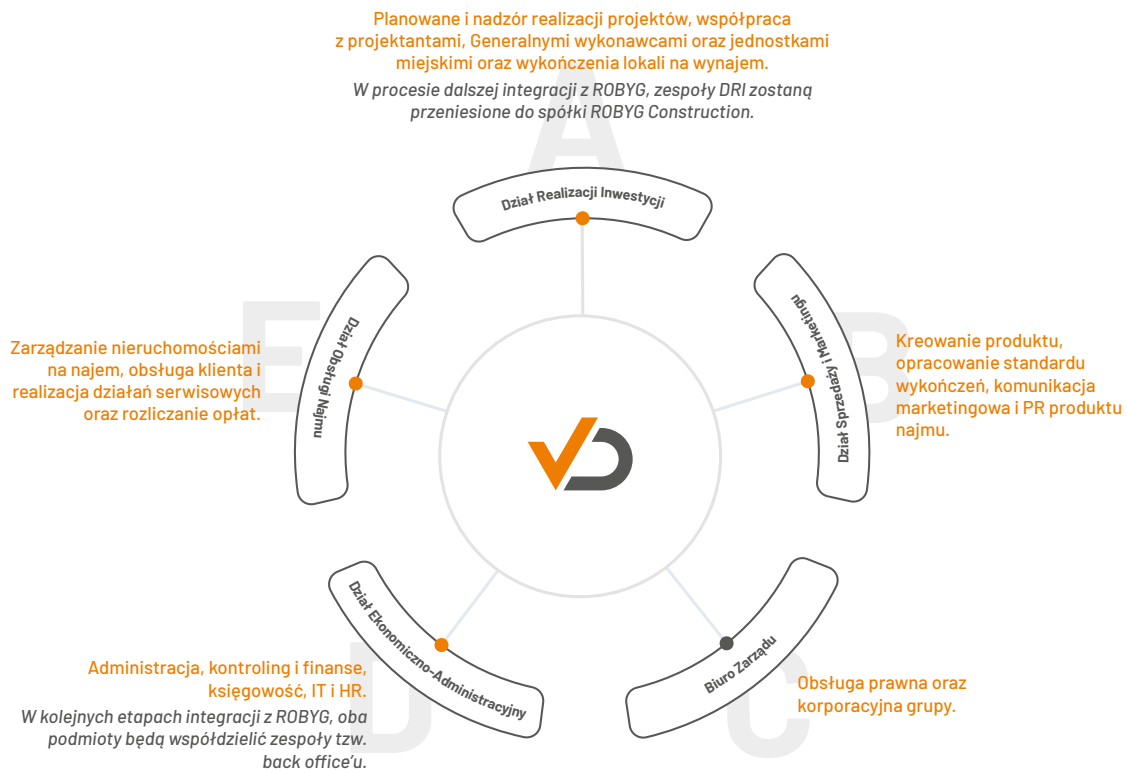 Planowane i nadzór realizacji projektów, współpraca
z projektantami, Generalnymi wykonawcami oraz jednostkami
miejskimi oraz wykończenia lokali na wynajem.
W procesie dalszej integracji z ROBYG, zespoły DRI zostaną
przeniesione do spółki ROBYG Construction.
A
Dział Realizacji Inwestycji
B
Dział Sprzedaży i Marketingu
Kreowanie produktu,
opracowanie standardu
wykończeń, komunikacja
marketingowa i PR produktu
najmu.
C
Biuro Zarządu
Obsługa prawna oraz
korporacyjna grupy.
D
Dział Ekonomiczno-Administracyjny
Administracja, kontroling i finanse,
księgowość, IT i HR.
W kolejnych etapach integracji z ROBYG, oba
podmioty będą współdzielić zespoły tzw.
back office'u.
E
Dział Obsługi Najmu
Zarządzanie nieruchomościami
na najem, obsługa klienta i
realizacja działań serwisowych
oraz rozliczanie opłat.